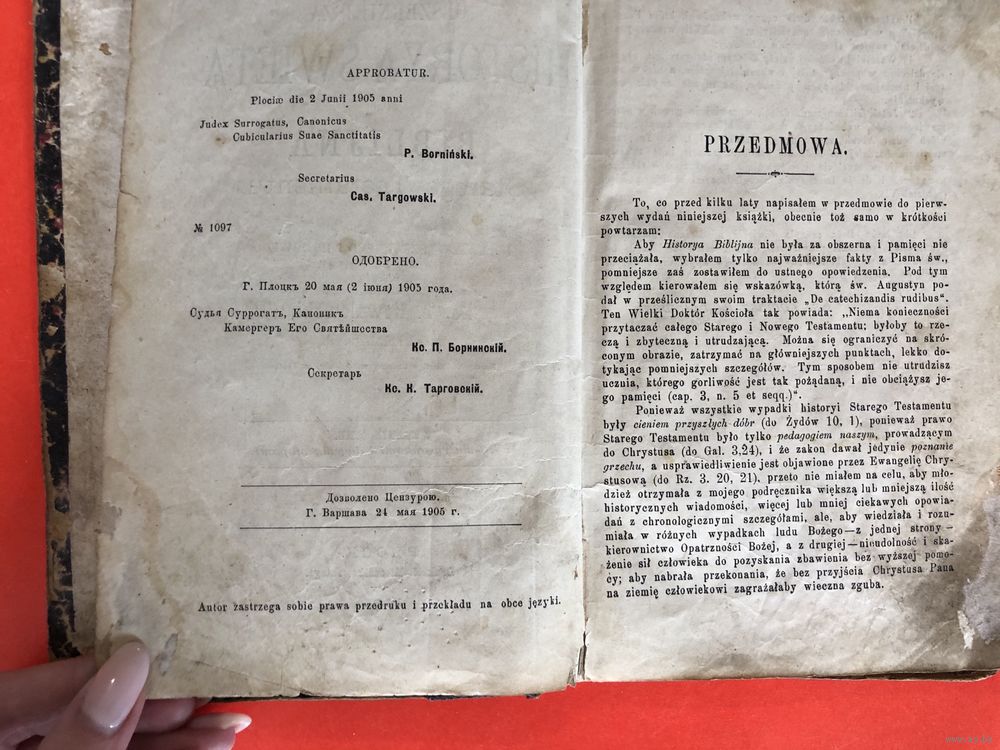 APPROBATUR.
Plociæ die 2 Junii 1905 anni
Judex Surrogatus, Canonicus
Cubicularius Suae Sanctitatis
P. Borniński.
Secretarius
Cas. Targowski.
№ 1097
ОДОБРЕНО.
Г. Плоцкъ 20 мая (2 іюня) 1905 года.
Судья Суррогатъ, Каноникъ
Камергеръ Его Святѣйшества
Кс. П. Борнинскій.
Секретарь
Кс. К. Тарговскій.
Дозволено Цензурою.
Г. Варшава 24 мая 1905 г.
Autor zastrzega sobie prawa przedruku i przekładu na obce języki.
PRZEDMOWA.
To, co przed kilku laty napisałem w przedmowie do pierw-
szych wydań niniejszej książki, obecnie toż samo w krótkości
powtarzam:
Aby Historya Biblijna nie była za obszerna i pamięci nie
przeciążała, wybrałem tylko najważniejsze fakty z Pisma św.,
pomniejsze zaś zostawiłem do ustnego opowiedzenia. Pod tym
względem kierowałem się wskazówką, którą św. Augustyn po-
dał w prześlicznym swoim traktacie „De catechizandis rudibus".
Ten Wielki Doktór Kościoła tak powiada: „Niema konieczności
przytaczać całego Starego i Nowego Testamentu; byłoby to rze-
czą i zbyteczną i utrudzającą. Można się ograniczyć na skró-
conym obrazie, zatrzymać na główniejszych punktach, lekko do-
tykając pomniejszych szczegółów. Tym sposobem nie utrudzisz
ucznia, którego gorliwość jest tak pożądaną, i nie obciążysz je-
go pamięci (cap. 3, n. 5 et seqq.)".
Ponieważ wszystkie wypadki historyi Starego Testamentu
były cieniem przyszłych dóbr (do Żydów 10, 1), ponieważ prawo
Starego Testamentu było tylko pedagogiem naszym, prowadzącym
do Chrystusa (do Gal. 3,24), i że zakon dawał jedynie poznanie
grzechu, a usprawiedliwienie jest objawione przez Ewangelię Chry-
stusową (do Rz. 3. 20, 21). przeto nie miałem na celu, aby mło-
dzież otrzymała z mojego podręcznika większą lub mniejszą ilość
historycznych wiadomości, więcej lub mniej ciekawych opowia-
dań z chronologicznymi szczegółami, ale, aby wiedziała i rozu-
miała w różnych wypadkach ludu Bożego—z jednej strony—
kierownictwo Opatrzności Bożej, a z drugiej—nieudolność i ska-
żenie sił człowieka do pozyskania zbawienia bez wyższej pomo-
cy; aby nabrała przekonania, że bez przyjścia Chrystusa Pana
na ziemię człowiekowi zagrażałaby wieczna zguba.